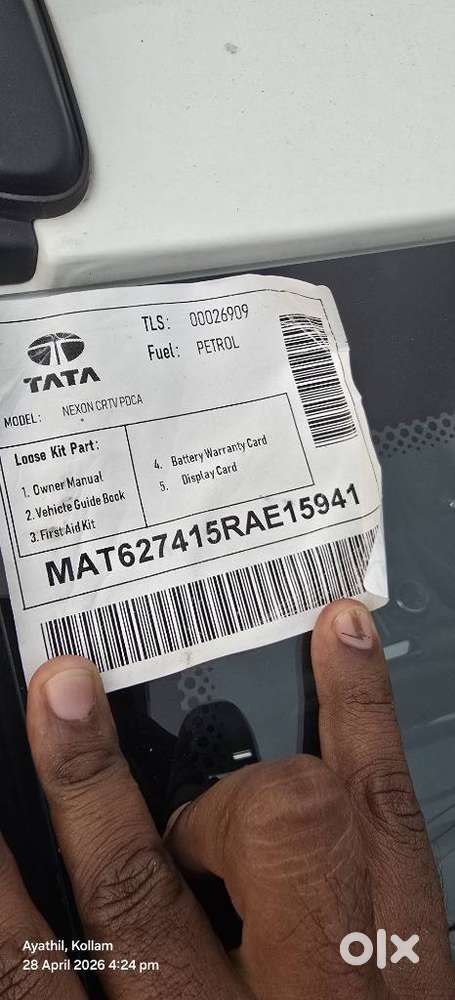 TLS: 00026909
Fuel: PETROL
TATA
MODEL: NEXON CRTV PDCA
Loose Kit Part:
1. Owner Manual
2. Vehicle Guide Book
3. First Aid Kit
4. Battery Warranty Card
5. Display Card
MAT627415RAE15941
Ayathil, Kollam
28 April 2026 4:24 pm
olx